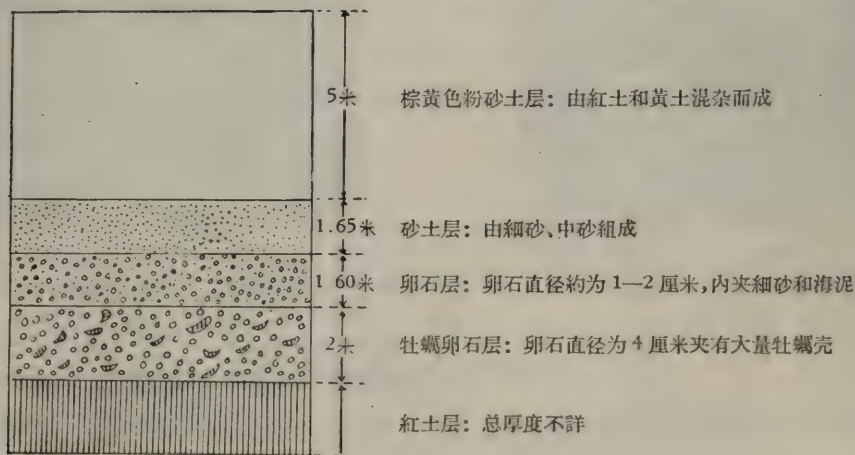 5米 棕黃色粉砂土层：由紅土和黃土混杂而成
1.65米 砂土层：由細砂、中砂組成
1 60米 卵石层：卵石直径約为 1—2 厘米，内夹細砂和海泥
2米 牡蠣卵石层：卵石直径为 4 厘米夹有大量牡蠣壳
紅土层：总厚度不詳